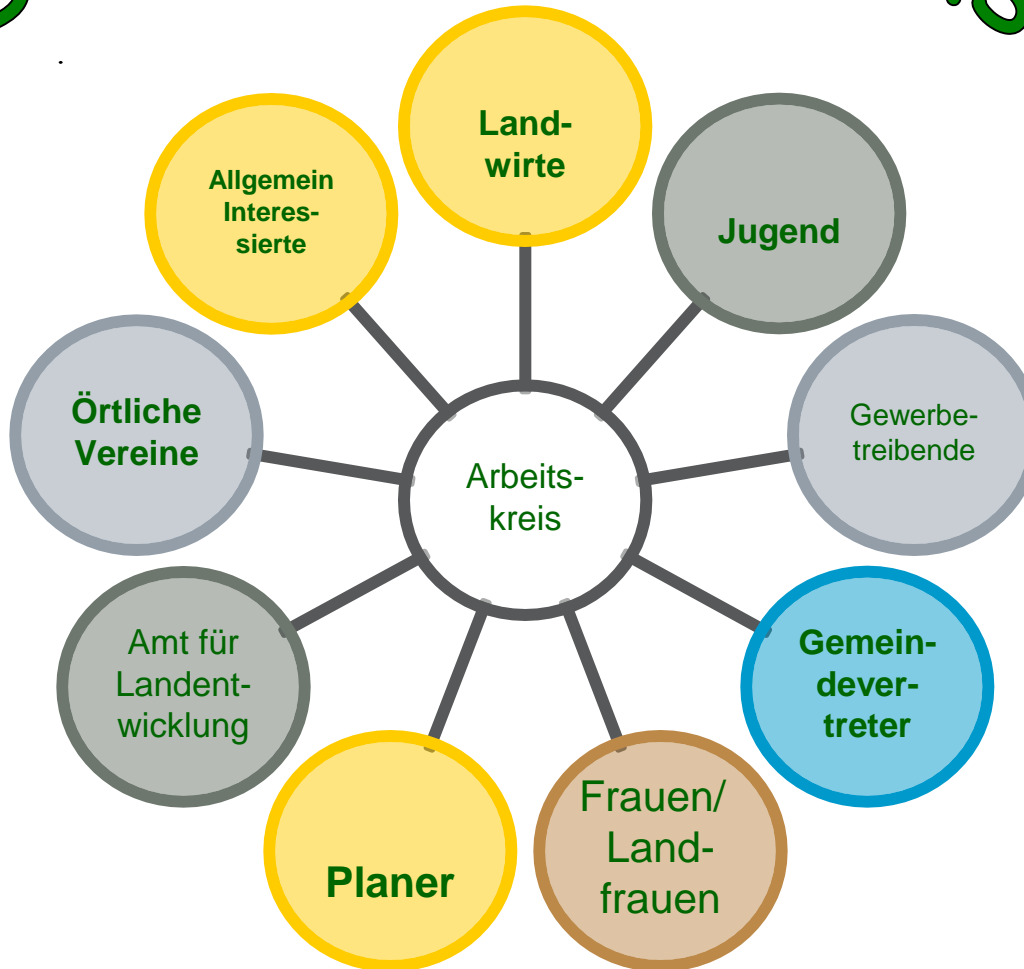 Land-
wirte
Allgemein
Interes-
sierte
Jugend
Örtliche
Vereine
Gewerbe-
treibende
Arbeits-
kreis
Amt für
Landent-
wicklung
Gemein-
dever-
treter
Planer
Frauen/
Land-
frauen